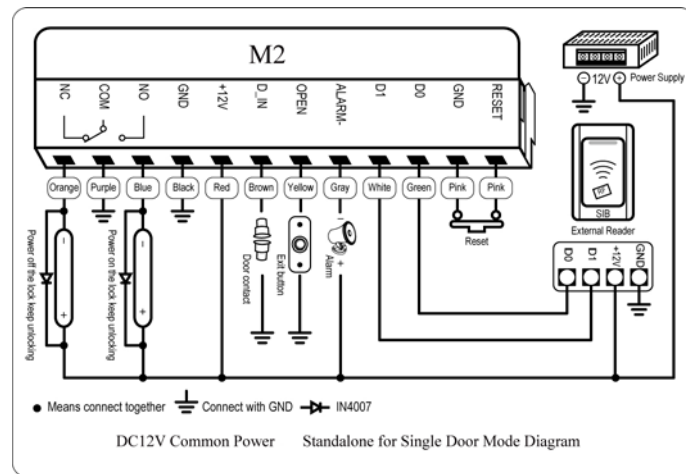 M2
NC COM NO GND +12V D_IN OPEN ALARM- D1 D0 GND RESET
Orange Purple Blue Black Red Brown Yellow Gray White Green Pink Pink
12V Power Supply
SIB
External Reader
D0 D1 +12V GND
Power off the lock keep unlocking
Power on the lock keep unlocking
Door contact
Exit button
Alarm
Reset
Means connect together Connect with GND IN4007
DC12V Common Power Standalone for Single Door Mode Diagram